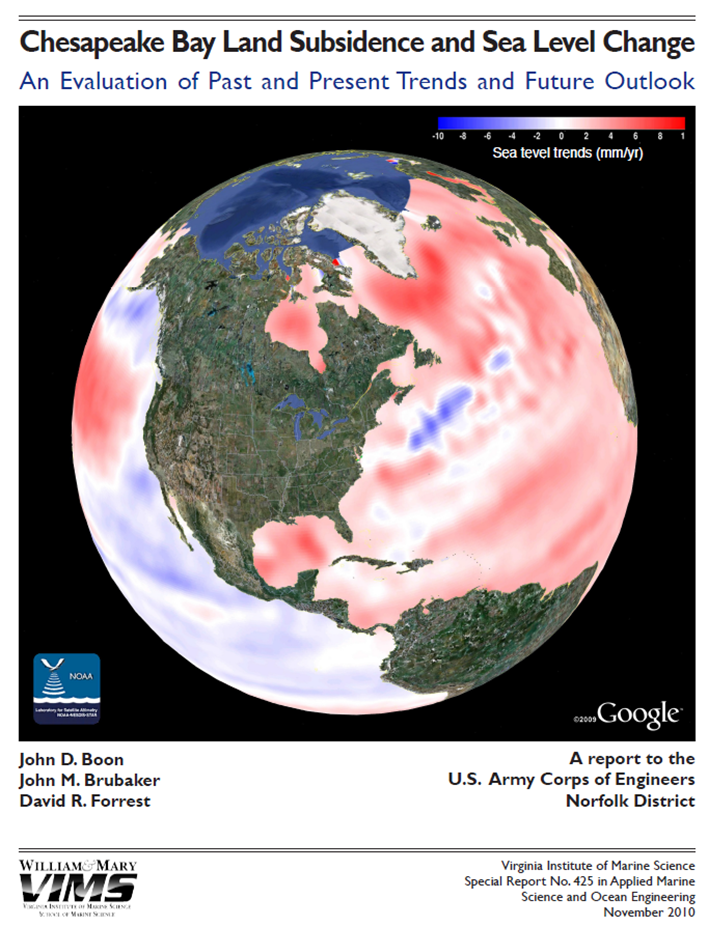 Chesapeake Bay Land Subsidence and Sea Level Change
An Evaluation of Past and Present Trends and Future Outlook
-10 -8 -6 -4 -2 0 2 4 6 8 1
Sea level trends (mm/yr)
NOAA
Laboratory for Satellite Altimetry
NOAA-NESDIS-STAR
©2009 Google
John D. Boon
John M. Brubaker
David R. Forrest
A report to the
U.S. Army Corps of Engineers
Norfolk District
WILLIAM & MARY
VIMS
VIRGINIA INSTITUTE OF MARINE SCIENCE
SCHOOL OF MARINE SCIENCE
Virginia Institute of Marine Science
Special Report No. 425 in Applied Marine
Science and Ocean Engineering
November 2010